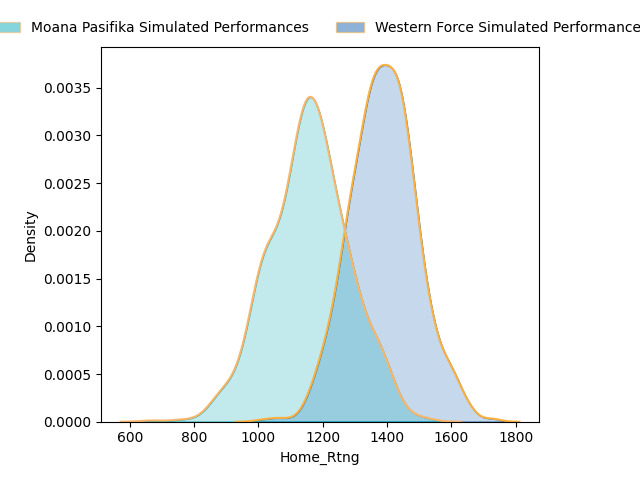 Moana Pasifika Simulated Performances
Western Force Simulated Performance
0.0035
0.0030
0.0025
0.0020
0.0015
0.0010
0.0005
0.0000
Density
600 800 1000 1200 1400 1600 1800
Home_Rtng